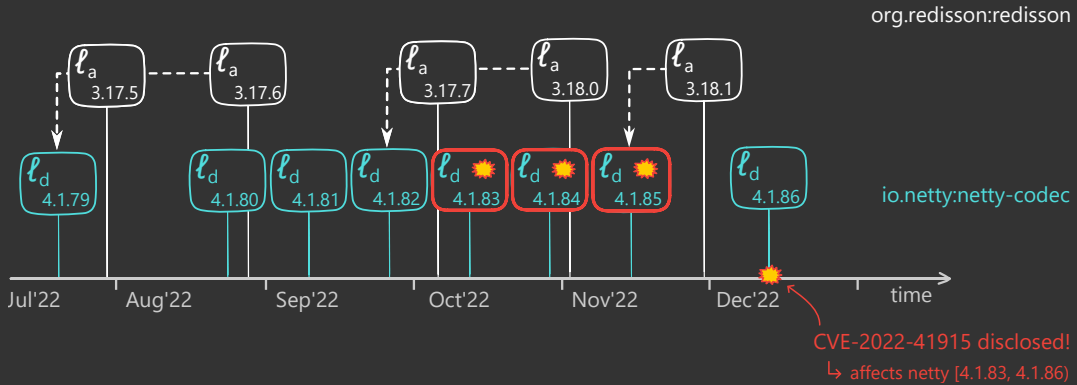 org.redisson:redisson
ℓa 3.17.5
ℓa 3.17.6
ℓa 3.17.7
ℓa 3.18.0
ℓa 3.18.1
ℓd 4.1.79
ℓd 4.1.80
ℓd 4.1.81
ℓd 4.1.82
ℓd 4.1.83
ℓd 4.1.84
ℓd 4.1.85
ℓd 4.1.86
io.netty:netty-codec
Jul'22
Aug'22
Sep'22
Oct'22
Nov'22
Dec'22
time
CVE-2022-41915 disclosed!
↳ affects netty [4.1.83, 4.1.86)